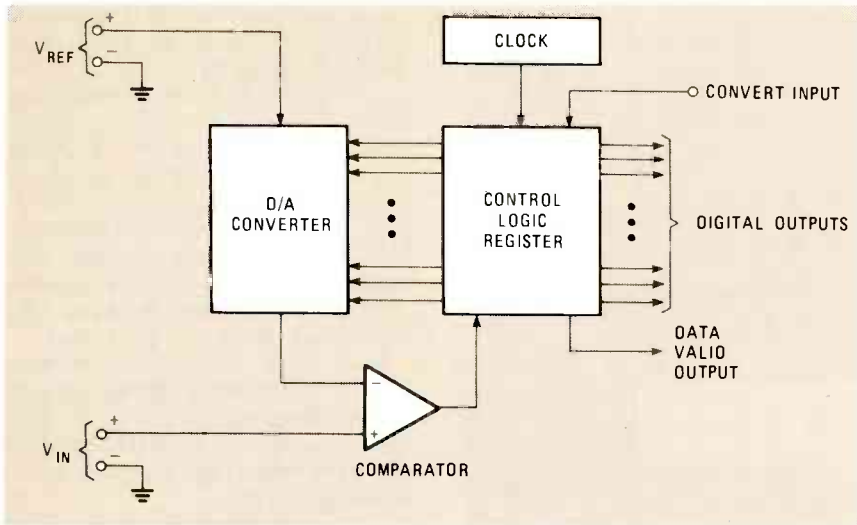 +
V REF
−
CLOCK
CONVERT INPUT
D/A
CONVERTER
CONTROL
LOGIC
REGISTER
DIGITAL OUTPUTS
DATA
VALID
OUTPUT
−
+
+
V IN
−
COMPARATOR